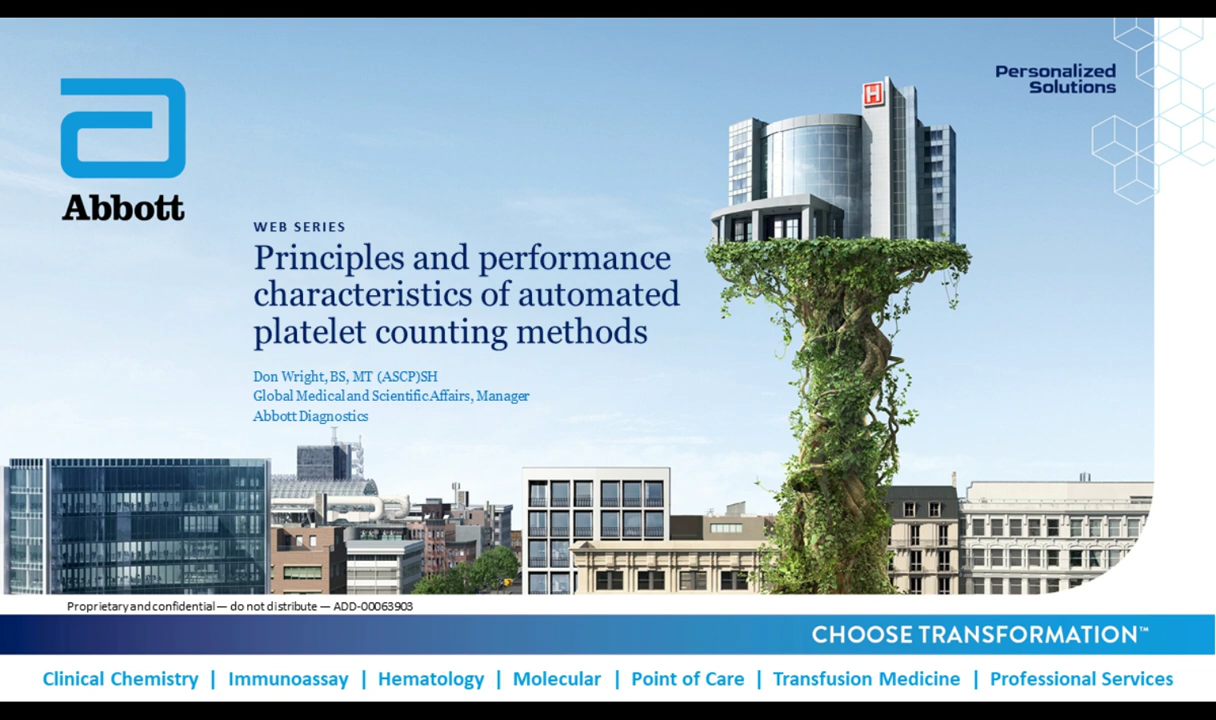 Abbott
Personalized
Solutions
H
WEB SERIES
Principles and performance
characteristics of automated
platelet counting methods
Don Wright, BS, MT (ASCP)SH
Global Medical and Scientific Affairs, Manager
Abbott Diagnostics
Proprietary and confidential — do not distribute — ADD-00063903
CHOOSE TRANSFORMATION™
Clinical Chemistry | Immunoassay | Hematology | Molecular | Point of Care | Transfusion Medicine | Professional Services